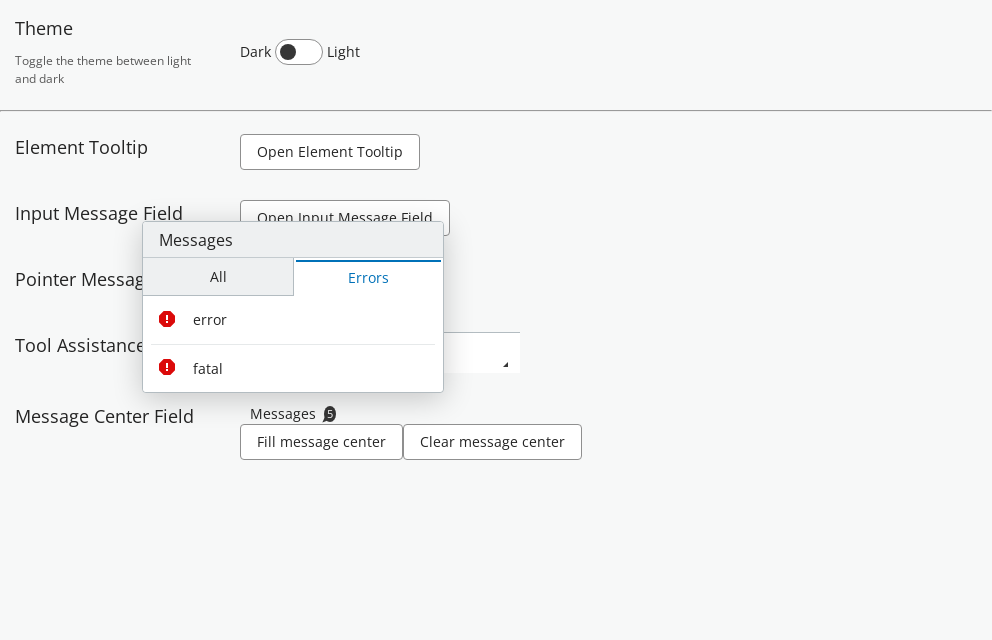 Theme
Toggle the theme between light
and dark
Dark
Light
Element Tooltip
Open Element Tooltip
Input Message Field
Open Input Message Field
Messages
All
Errors
error
fatal
Pointer Messag
Tool Assistance
Message Center Field
Messages 5
Fill message center
Clear message center